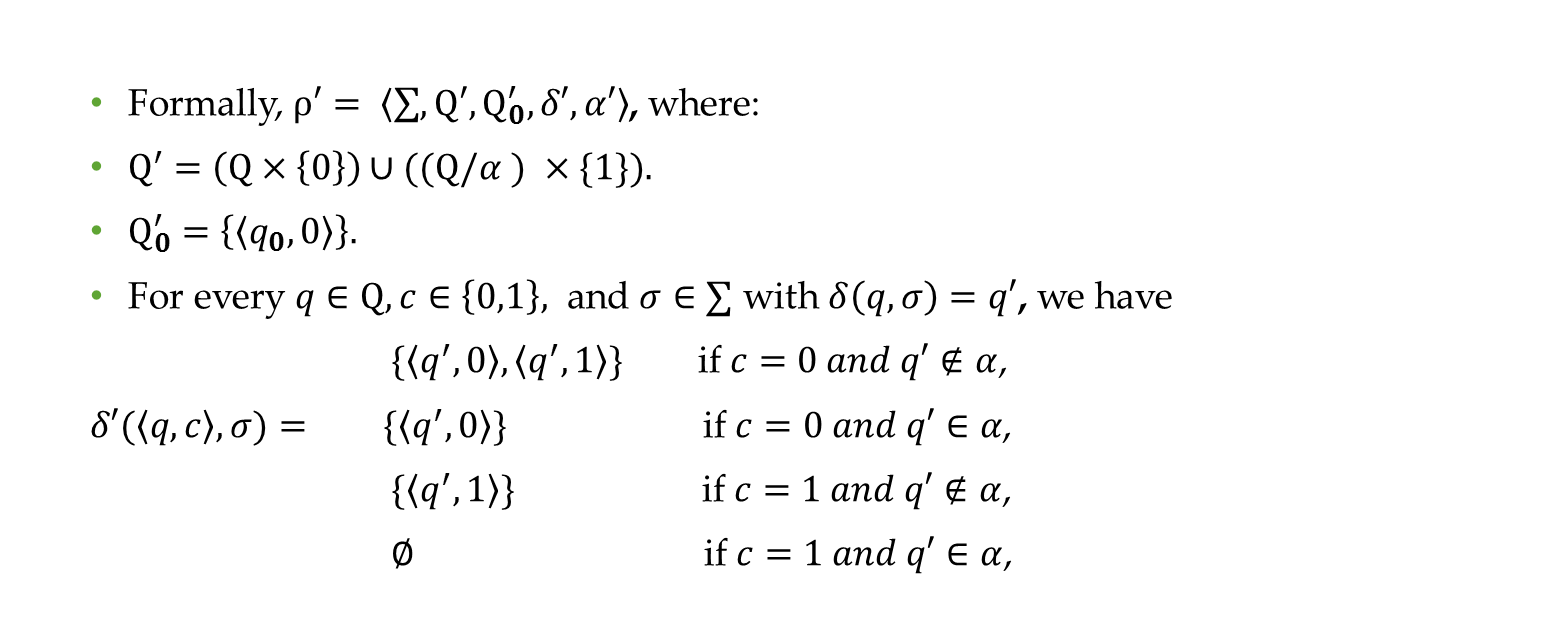 • Formally, ρ′ = ⟨∑, Q′, Q′₀, δ′, α′⟩, where:
• Q′ = (Q × {0}) ∪ ((Q/α ) × {1}).
• Q′₀ = {⟨q₀, 0⟩}.
• For every q ∈ Q, c ∈ {0,1}, and σ ∈ ∑ with δ(q, σ) = q′, we have
{⟨q′, 0⟩, ⟨q′, 1⟩} if c = 0 and q′ ∉ α,
δ′(⟨q, c⟩, σ) = {⟨q′, 0⟩} if c = 0 and q′ ∈ α,
{⟨q′, 1⟩} if c = 1 and q′ ∉ α,
∅ if c = 1 and q′ ∈ α,